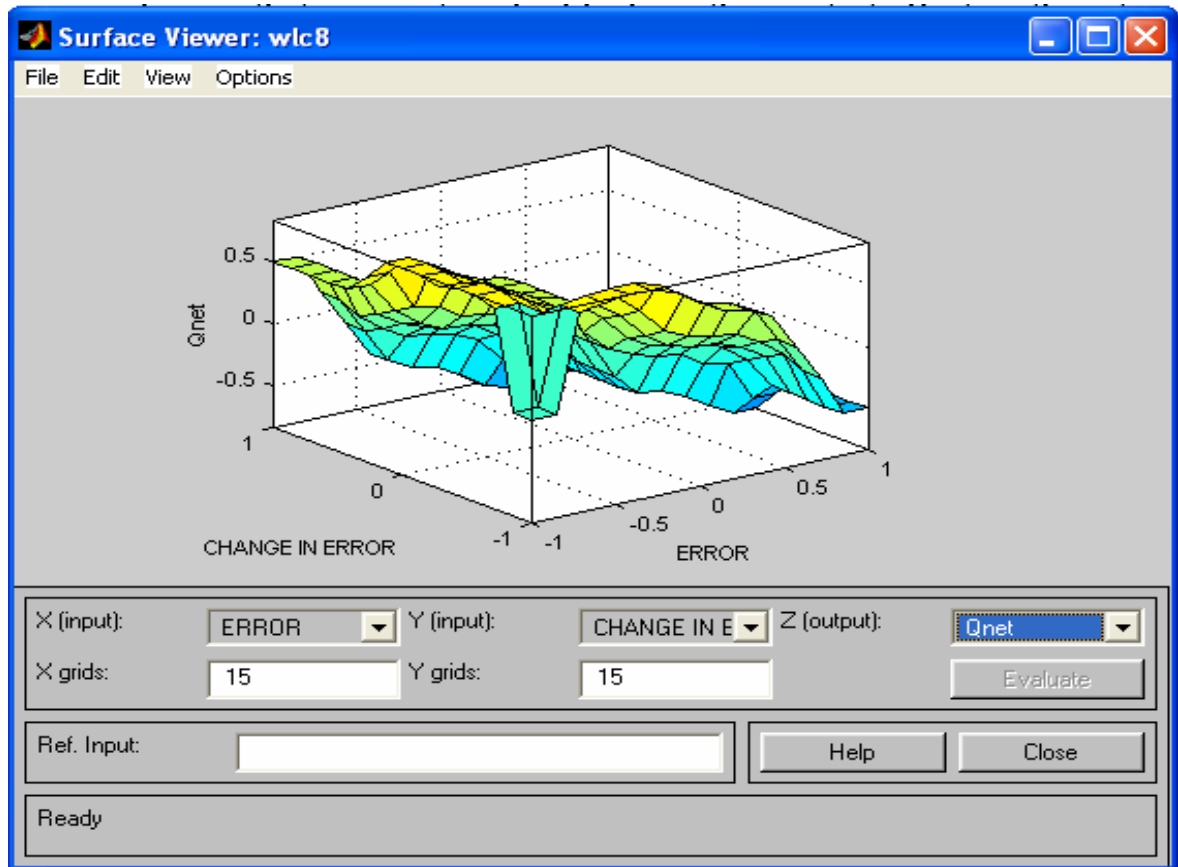 Surface Viewer: wlc8
File Edit View Options
0.5
0
-0.5
Qnet
1
0
-1
CHANGE IN ERROR
-1
-0.5
0
0.5
1
ERROR
X (input): ERROR Y (input): CHANGE IN E Z (output): Qnet
X grids: 15 Y grids: 15 Evaluate
Ref. Input: Help Close
Ready